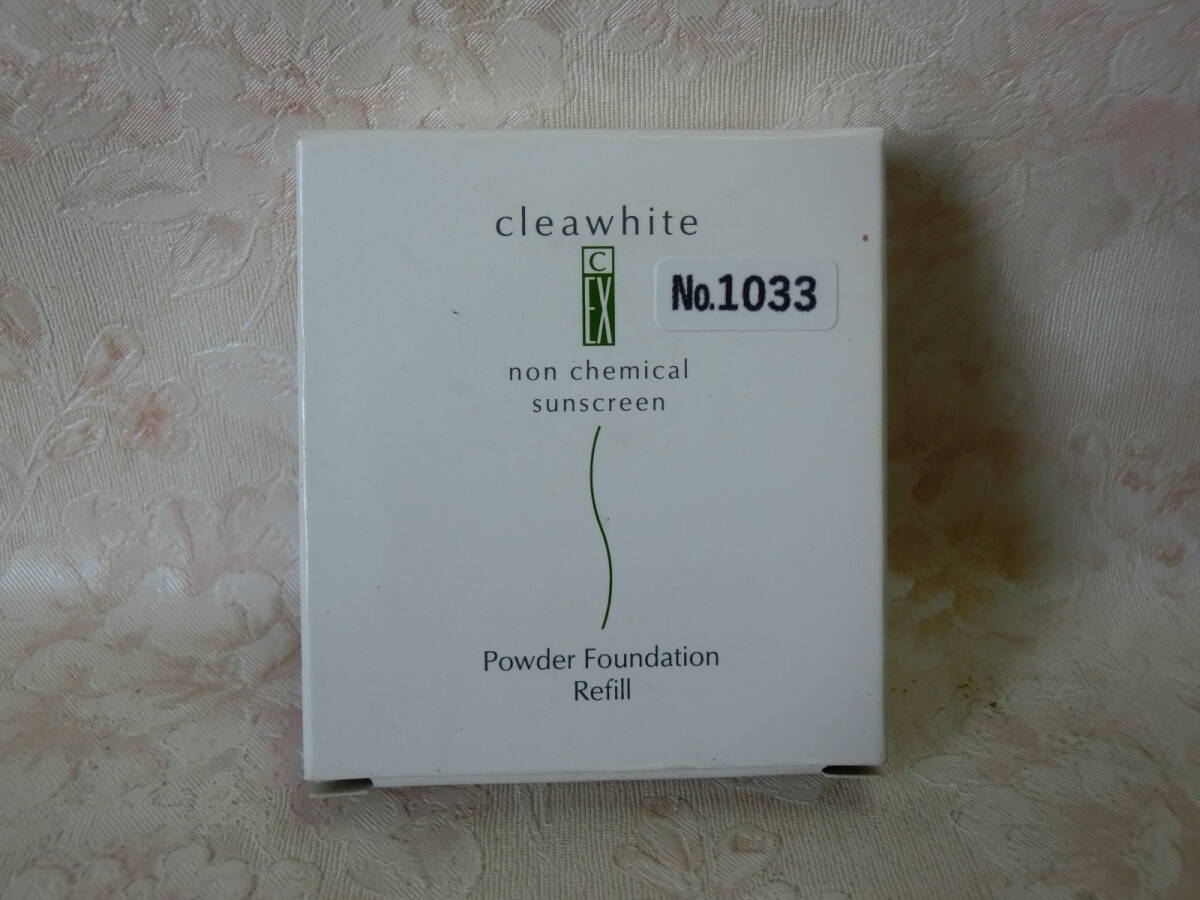 cleawhite
C
EX
No.1033
non chemical
sunscreen
Powder Foundation
Refill